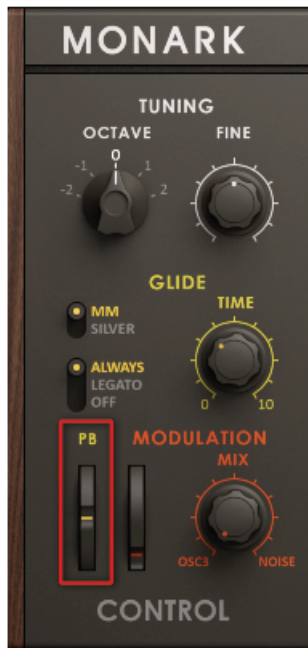 MONARK
TUNING
OCTAVE FINE
0
-1 1
-2 2
GLIDE
MM TIME
SILVER
ALWAYS
LEGATO
OFF 0 10
PB MODULATION
MIX
OSC3 NOISE
CONTROL